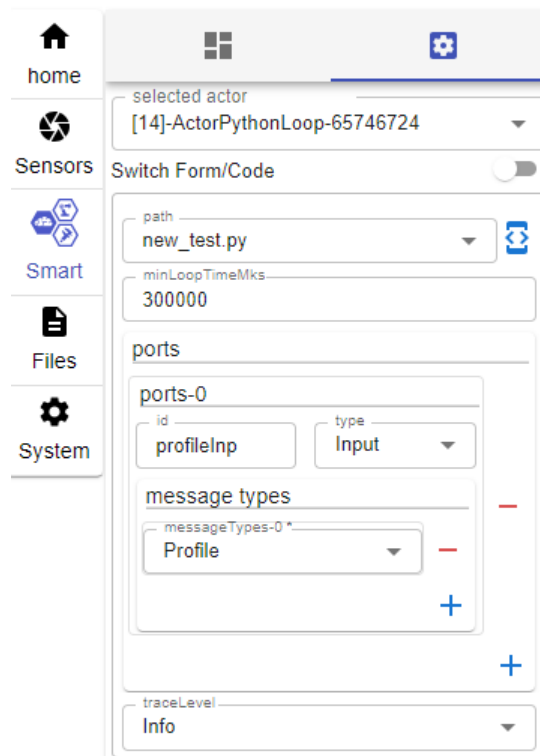 home
Sensors
Smart
Files
System
selected actor
[14]-ActorPythonLoop-65746724
Switch Form/Code
path
new_test.py
minLoopTimeMks
300000
ports
ports-0
id
profileInp
type
Input
message types
messageTypes-0 *
Profile
traceLevel
Info